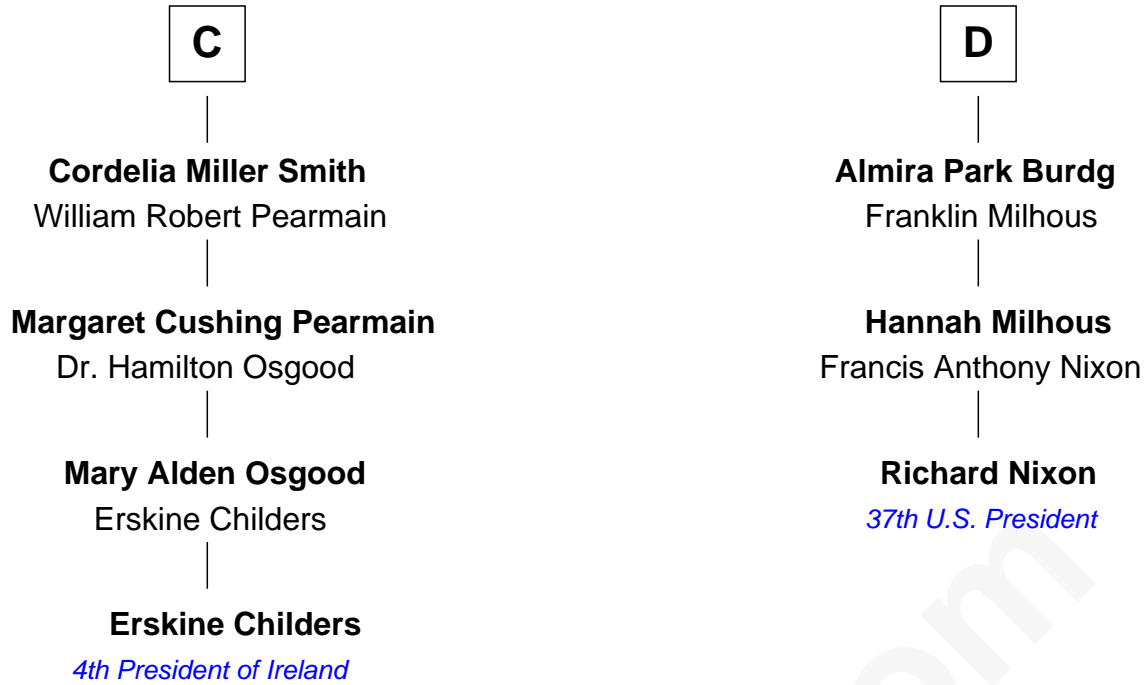 C
Cordelia Miller Smith
William Robert Pearmain
Margaret Cushing Pearmain
Dr. Hamilton Osgood
Mary Alden Osgood
Erskine Childers
Erskine Childers
4th President of Ireland
D
Almira Park Burdg
Franklin Milhous
Hannah Milhous
Francis Anthony Nixon
Richard Nixon
37th U.S. President
om